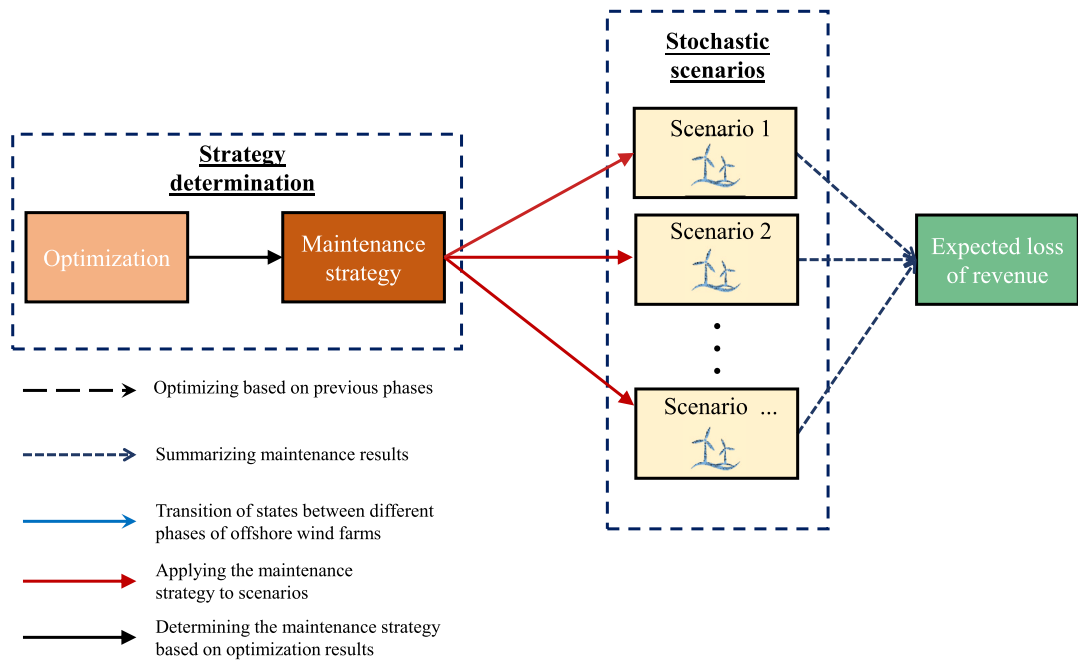 Stochastic
scenarios
Scenario 1
Strategy
determination
Optimization
Maintenance
strategy
Scenario 2
Expected loss
of revenue
Scenario ...
Optimizing based on previous phases
Summarizing maintenance results
Transition of states between different
phases of offshore wind farms
Applying the maintenance
strategy to scenarios
Determining the maintenance strategy
based on optimization results